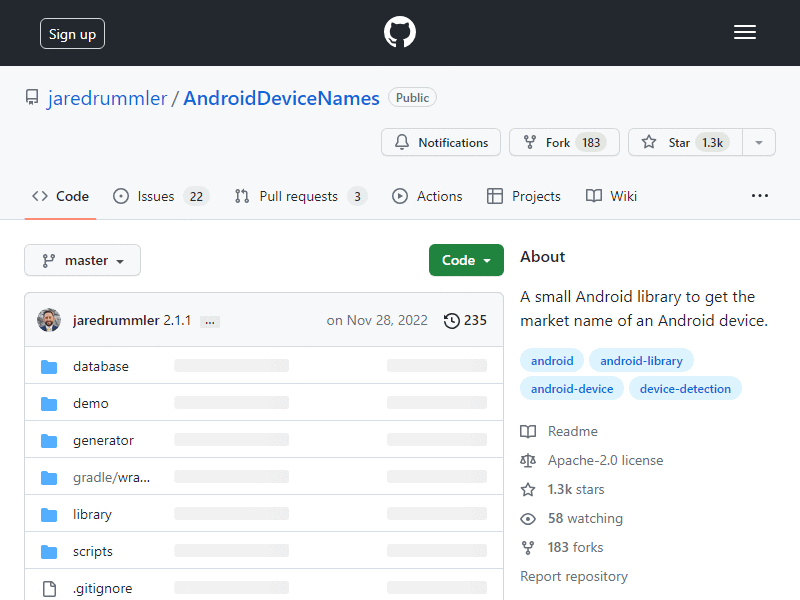 Sign up
jaredrummler / AndroidDeviceNames Public
Notifications Fork 183 Star 1.3k
Code Issues 22 Pull requests 3 Actions Projects Wiki ...
master
Code
jaredrummler 2.1.1 ... on Nov 28, 2022 235
database
demo
generator
gradle/wra...
library
scripts
.gitignore
About
A small Android library to get the
market name of an Android device.
android android-library
android-device device-detection
Readme
Apache-2.0 license
1.3k stars
58 watching
183 forks
Report repository